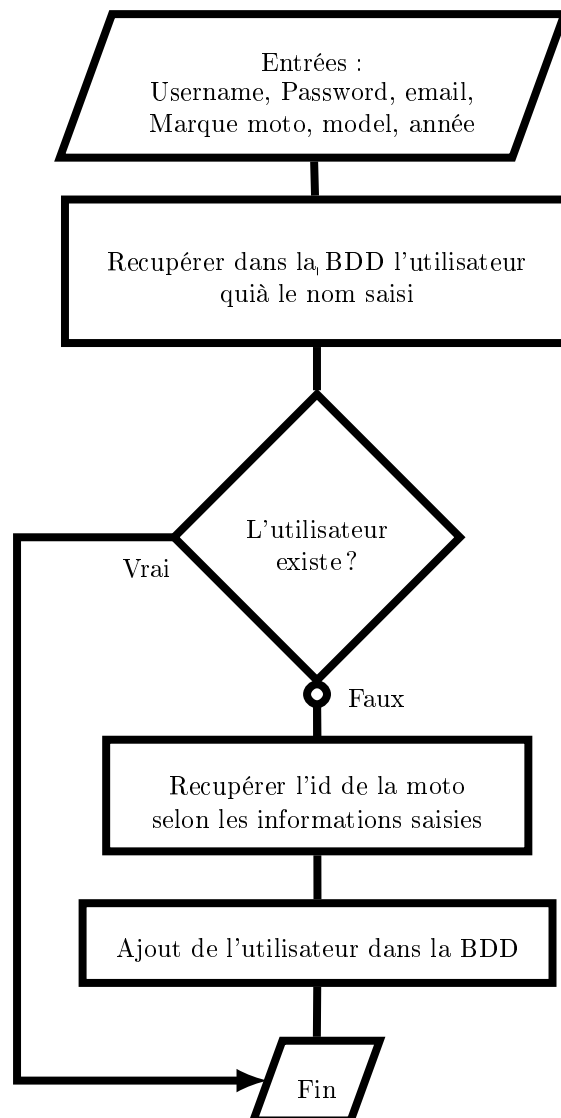 Entrées :
Username, Password, email,
Marque moto, model, année
Recupérer dans la BDD l'utilisateur
quià le nom saisi
L'utilisateur
existe ?
Vrai
Faux
Recupérer l'id de la moto
selon les informations saisies
Ajout de l'utilisateur dans la BDD
Fin